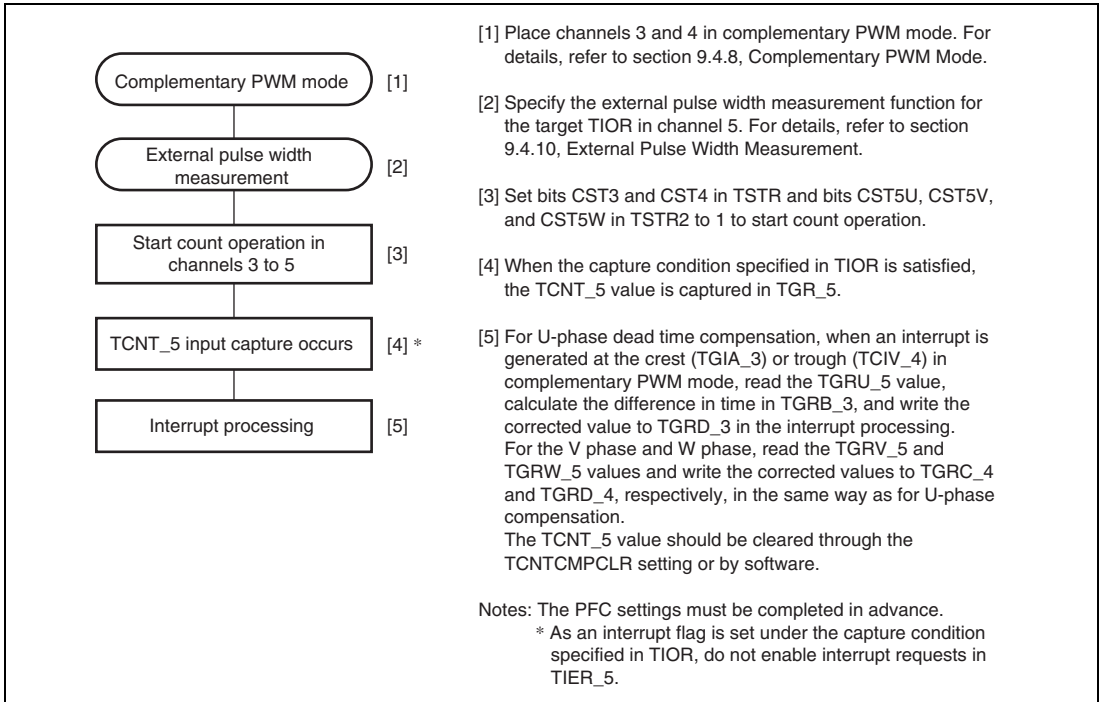 Complementary PWM mode [1]
External pulse width
measurement [2]
Start count operation in
channels 3 to 5 [3]
TCNT_5 input capture occurs [4] *
Interrupt processing [5]
[1] Place channels 3 and 4 in complementary PWM mode. For
details, refer to section 9.4.8, Complementary PWM Mode.
[2] Specify the external pulse width measurement function for
the target TIOR in channel 5. For details, refer to section
9.4.10, External Pulse Width Measurement.
[3] Set bits CST3 and CST4 in TSTR and bits CST5U, CST5V,
and CST5W in TSTR2 to 1 to start count operation.
[4] When the capture condition specified in TIOR is satisfied,
the TCNT_5 value is captured in TGR_5.
[5] For U-phase dead time compensation, when an interrupt is
generated at the crest (TGIA_3) or trough (TCIV_4) in
complementary PWM mode, read the TGRU_5 value,
calculate the difference in time in TGRB_3, and write the
corrected value to TGRD_3 in the interrupt processing.
For the V phase and W phase, read the TGRV_5 and
TGRW_5 values and write the corrected values to TGRC_4
and TGRD_4, respectively, in the same way as for U-phase
compensation.
The TCNT_5 value should be cleared through the
TCNTCMPCLR setting or by software.
Notes: The PFC settings must be completed in advance.
* As an interrupt flag is set under the capture condition
specified in TIOR, do not enable interrupt requests in
TIER_5.